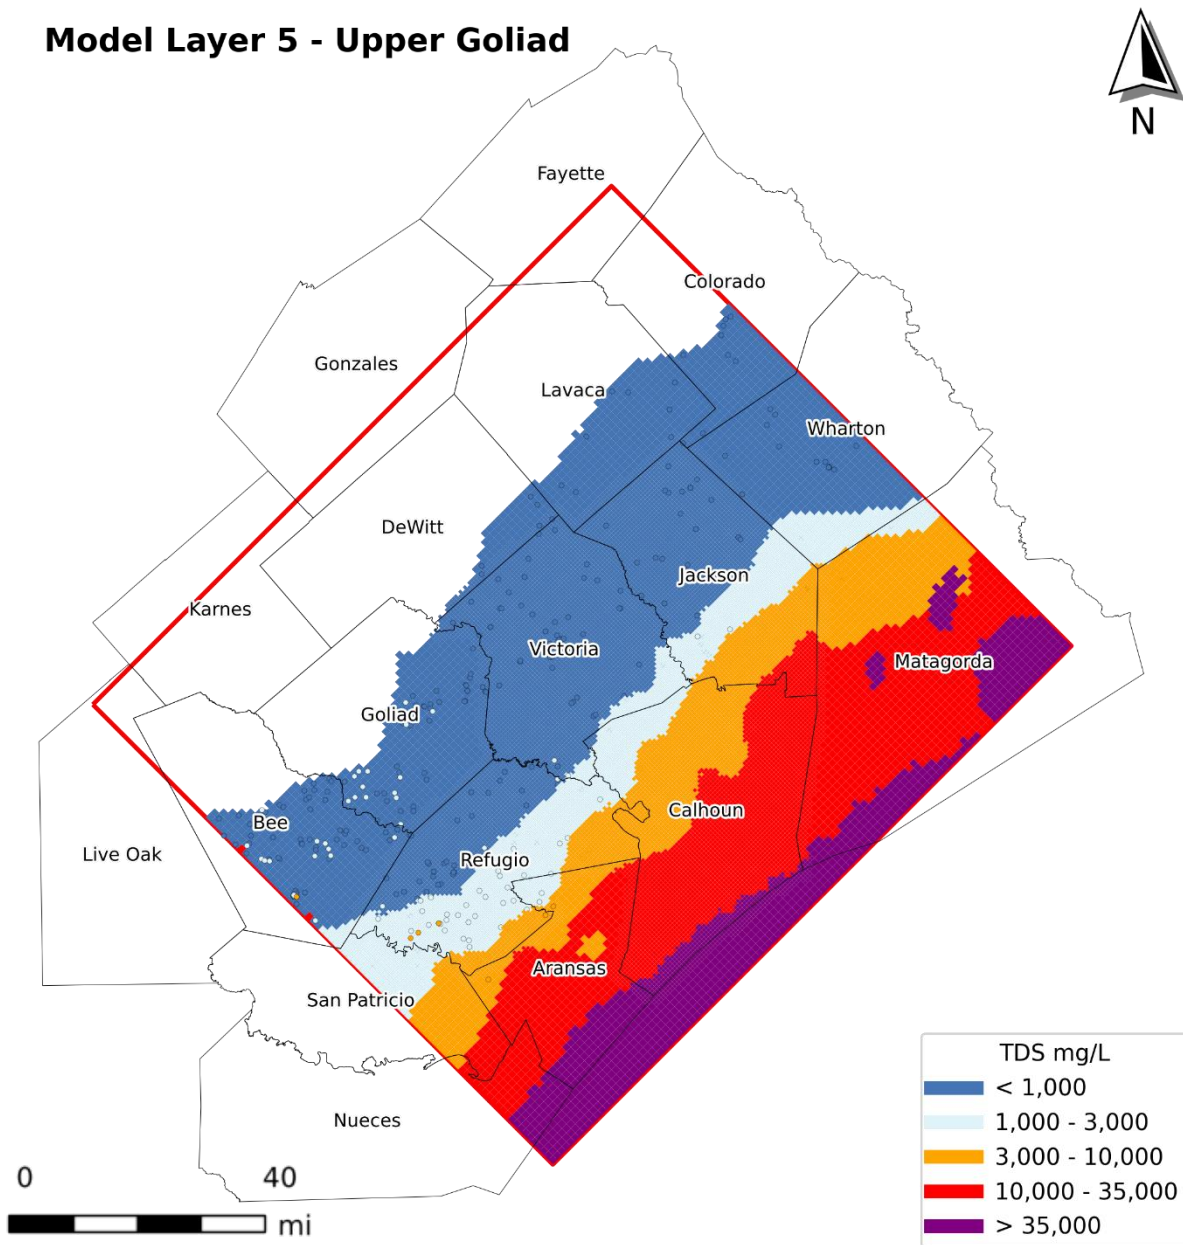 Model Layer 5 - Upper Goliad
N
Fayette
Colorado
Gonzales
Lavaca
Wharton
DeWitt
Jackson
Karnes
Victoria
Matagorda
Goliad
Calhoun
Bee
Live Oak
Refugio
Aransas
San Patricio
Nueces
TDS mg/L
< 1,000
1,000 - 3,000
3,000 - 10,000
10,000 - 35,000
> 35,000
0 40
mi